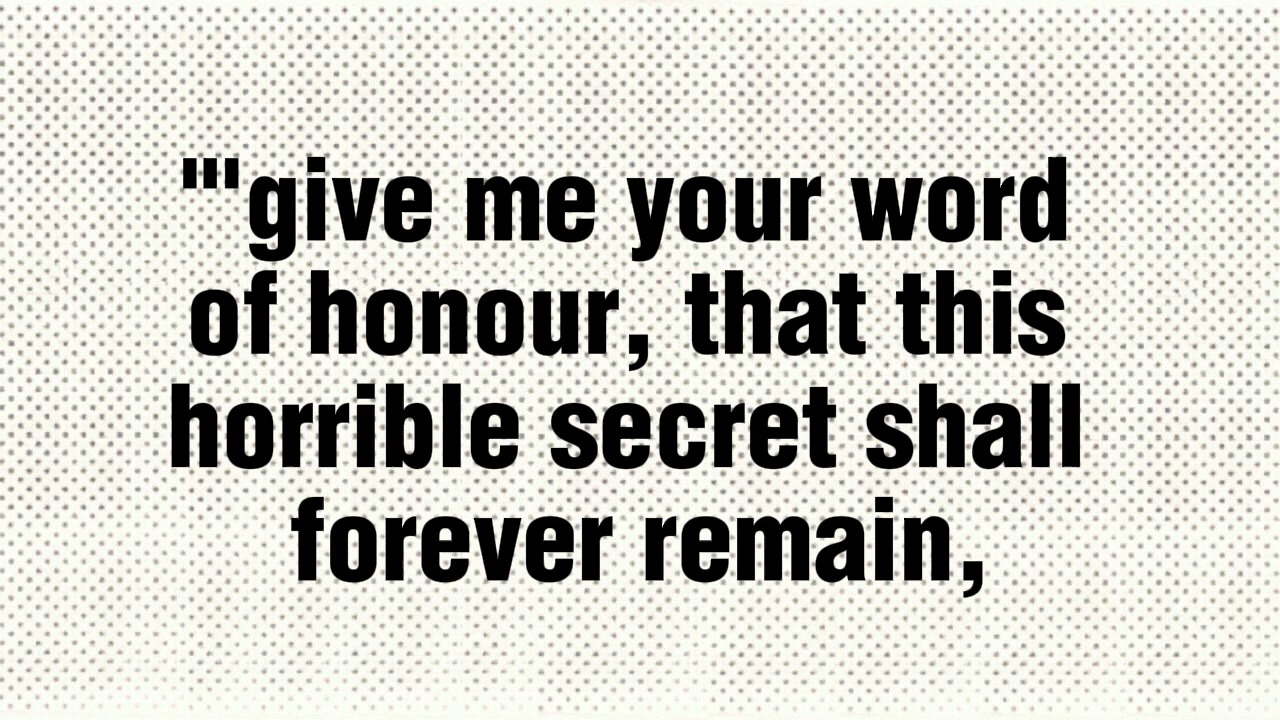 "'give me your word
of honour, that this
horrible secret shall
forever remain,